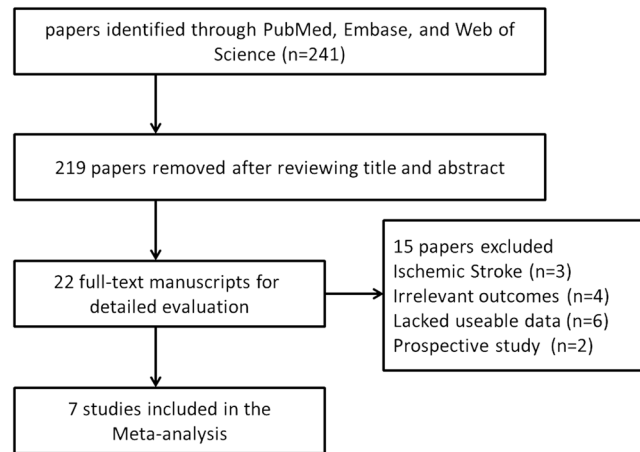 papers identified through PubMed, Embase, and Web of
Science (n=241)
219 papers removed after reviewing title and abstract
22 full-text manuscripts for
detailed evaluation
15 papers excluded
Ischemic Stroke (n=3)
Irrelevant outcomes (n=4)
Lacked useable data (n=6)
Prospective study (n=2)
7 studies included in the
Meta-analysis